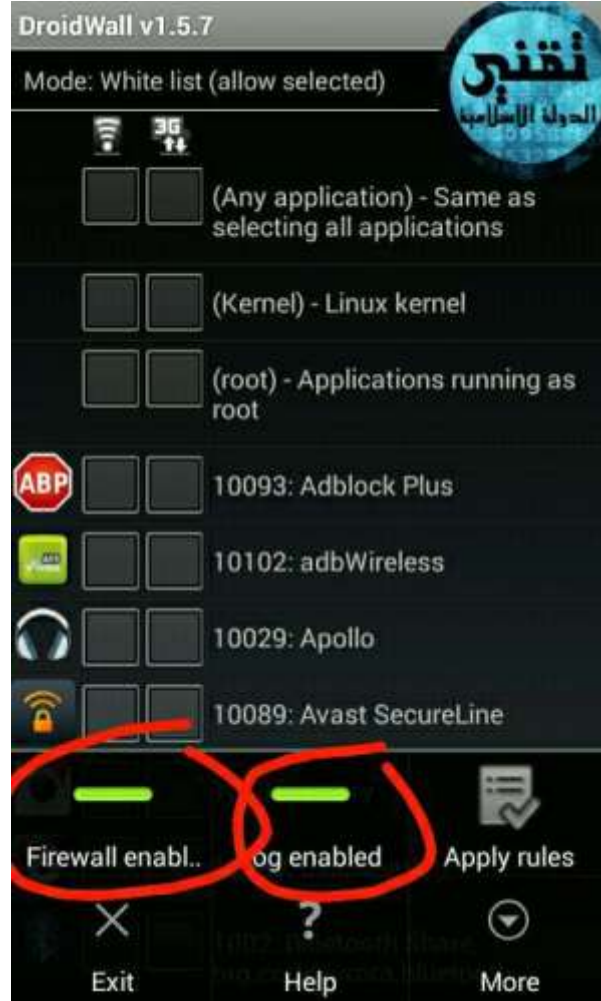 DroidWall v1.5.7
تقني
الدولة الإسلامية
Mode: White list (allow selected)
3G
(Any application) - Same as
selecting all applications
(Kernel) - Linux kernel
(root) - Applications running as
root
ABP
10093: Adblock Plus
10102: adbWireless
10029: Apollo
10089: Avast SecureLine
Firewall enabl..
og enabled
Apply rules
Exit
?
Help
More